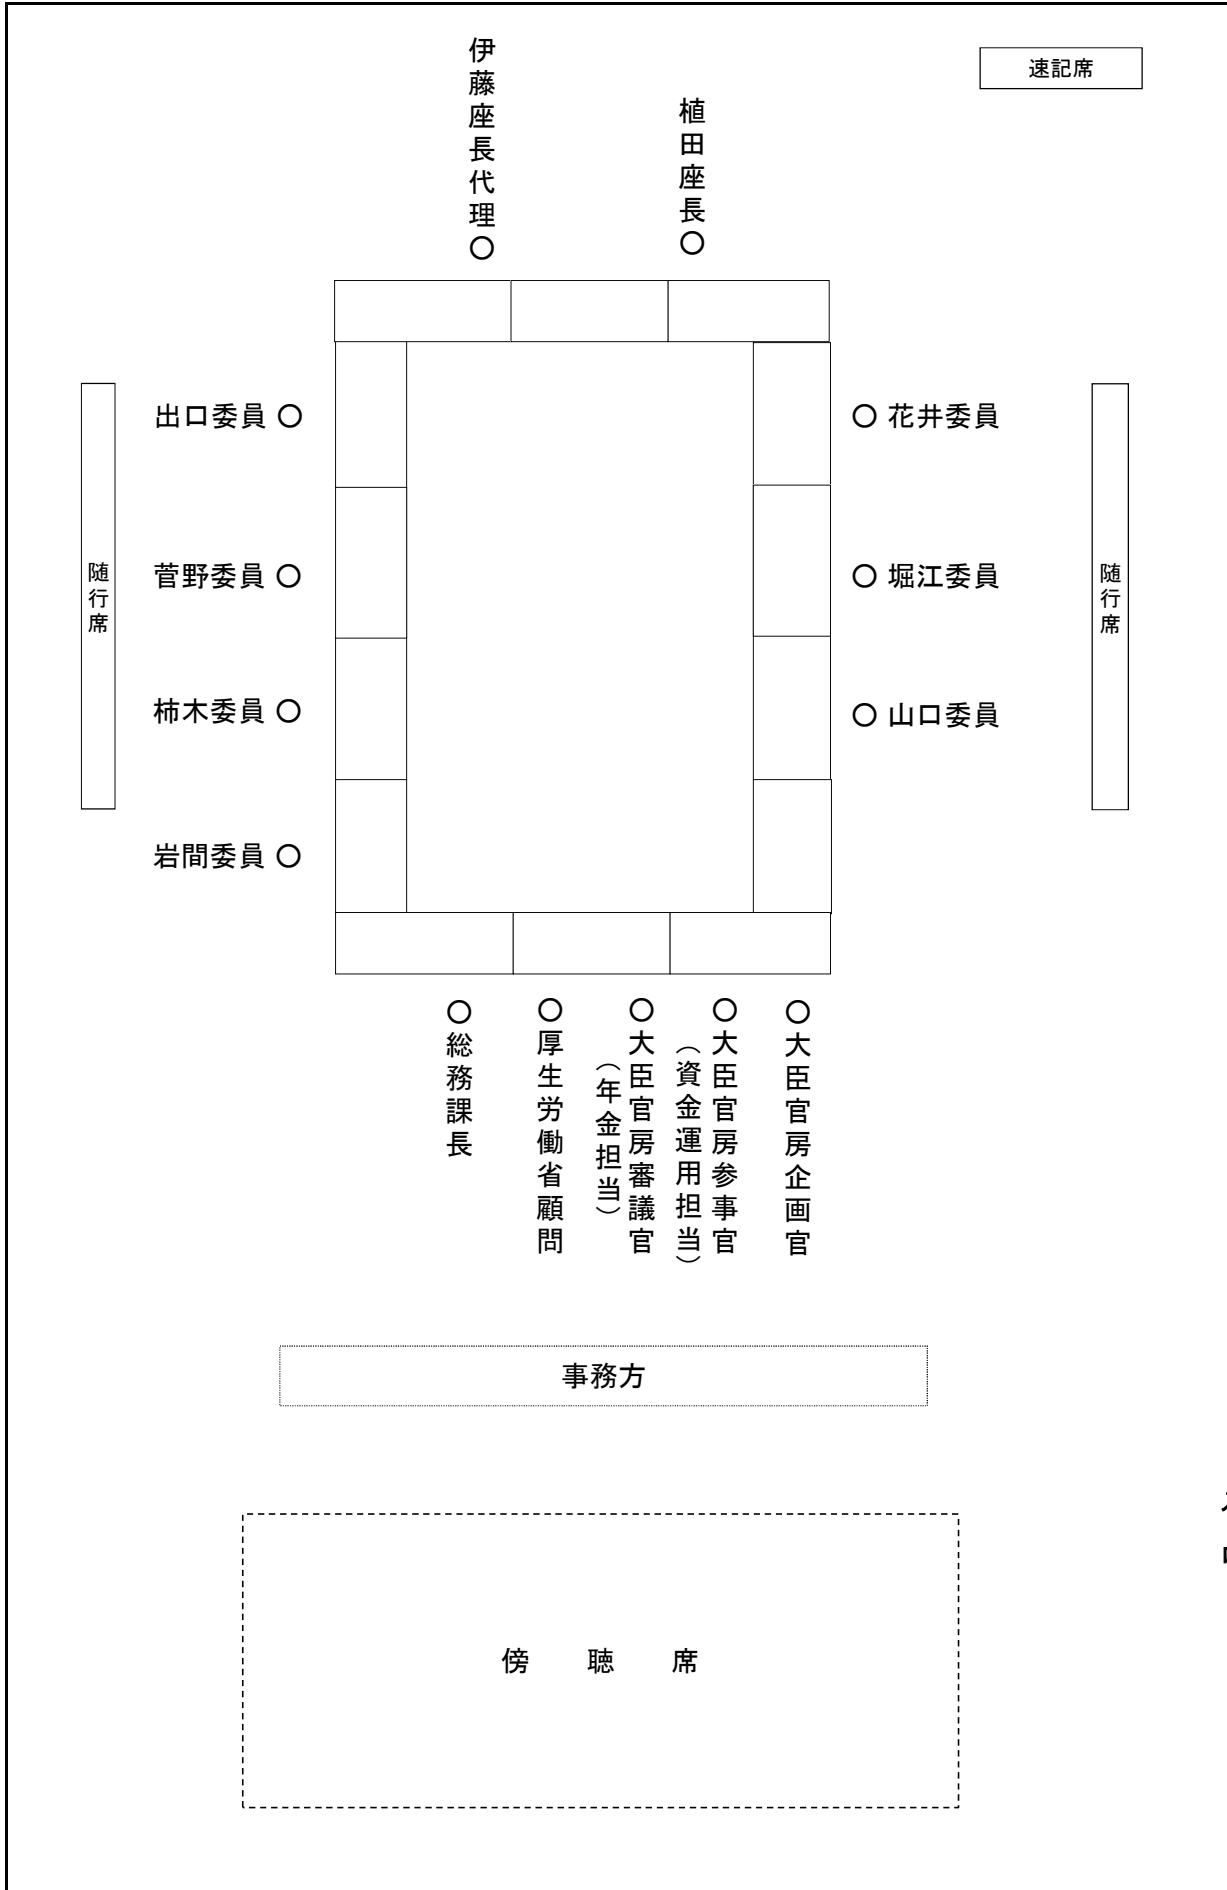 速記席
伊藤座長代理○
植田座長○
出口委員 ○
○ 花井委員
菅野委員 ○
○ 堀江委員
柿木委員 ○
○ 山口委員
岩間委員 ○
随行席
随行席
○総務課長
○厚生労働省顧問
○大臣官房審議官
（年金担当）
○大臣官房参事官
（資金運用担当）
○大臣官房企画官
事務方
傍　聴　席